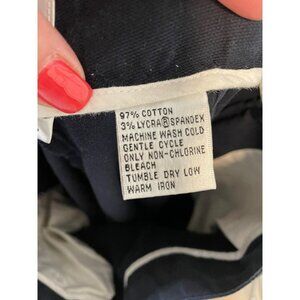 97% COTTON
3% LYCRA®SPANDEX
MACHINE WASH COLD
GENTLE CYCLE
ONLY NON-CHLORINE
BLEACH
TUMBLE DRY LOW
WARM IRON